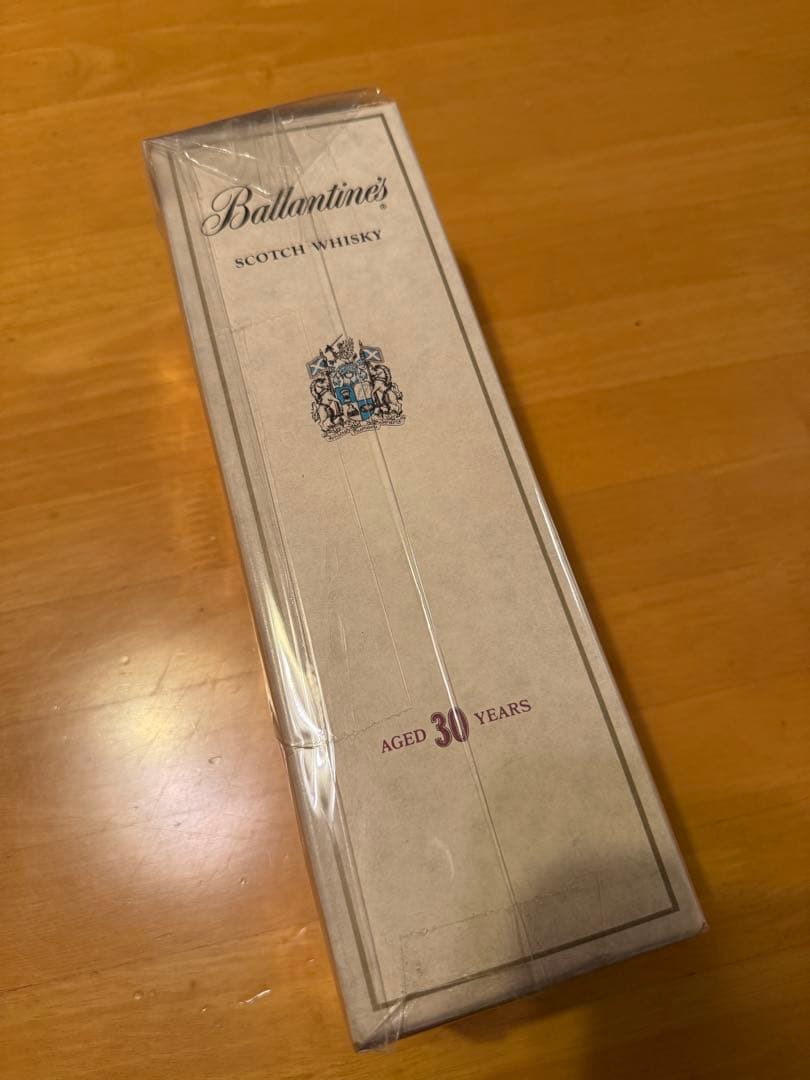 Ballantine's®
SCOTCH WHISKY
AGED 30 YEARS